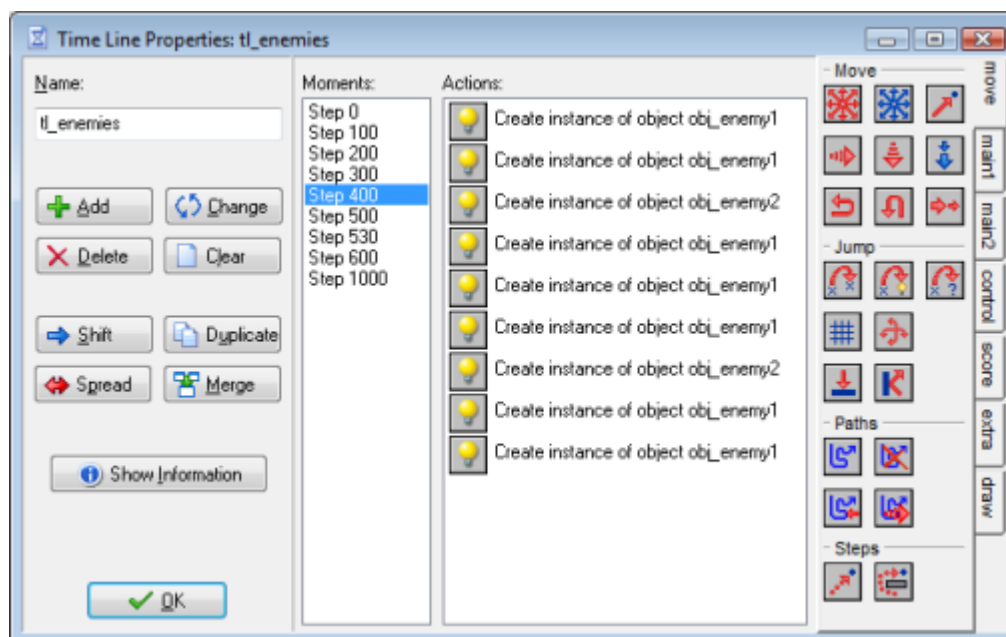 Time Line Properties: tl_enemies
Name:
tl_enemies
Add
Change
Delete
Clear
Shift
Duplicate
Spread
Merge
Show Information
OK
Moments:
Step 0
Step 100
Step 200
Step 300
Step 400
Step 500
Step 530
Step 600
Step 1000
Actions:
Create instance of object obj_enemy1
Create instance of object obj_enemy1
Create instance of object obj_enemy2
Create instance of object obj_enemy1
Create instance of object obj_enemy1
Create instance of object obj_enemy1
Create instance of object obj_enemy2
Create instance of object obj_enemy1
Create instance of object obj_enemy1
Move
Jump
Paths
Steps
move
main1
main2
control
score
extra
draw